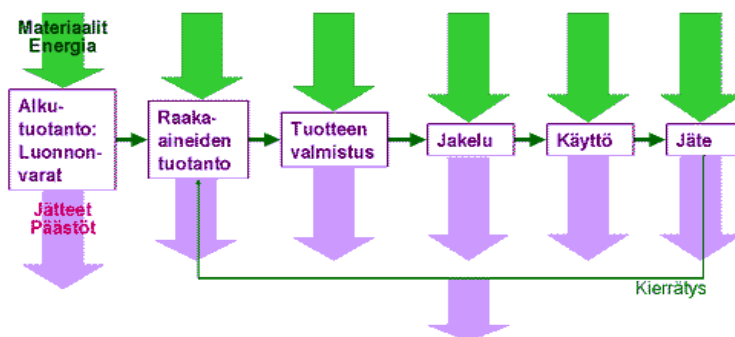 Materiaalit
Energia
Alku-
tuotanto:
Luonnon-
varat
Raaka-
aineiden
tuotanto
Tuotteen
valmistus
Jakelu
Käyttö
Jäte
Jätteet
Päästöt
Kierrätys